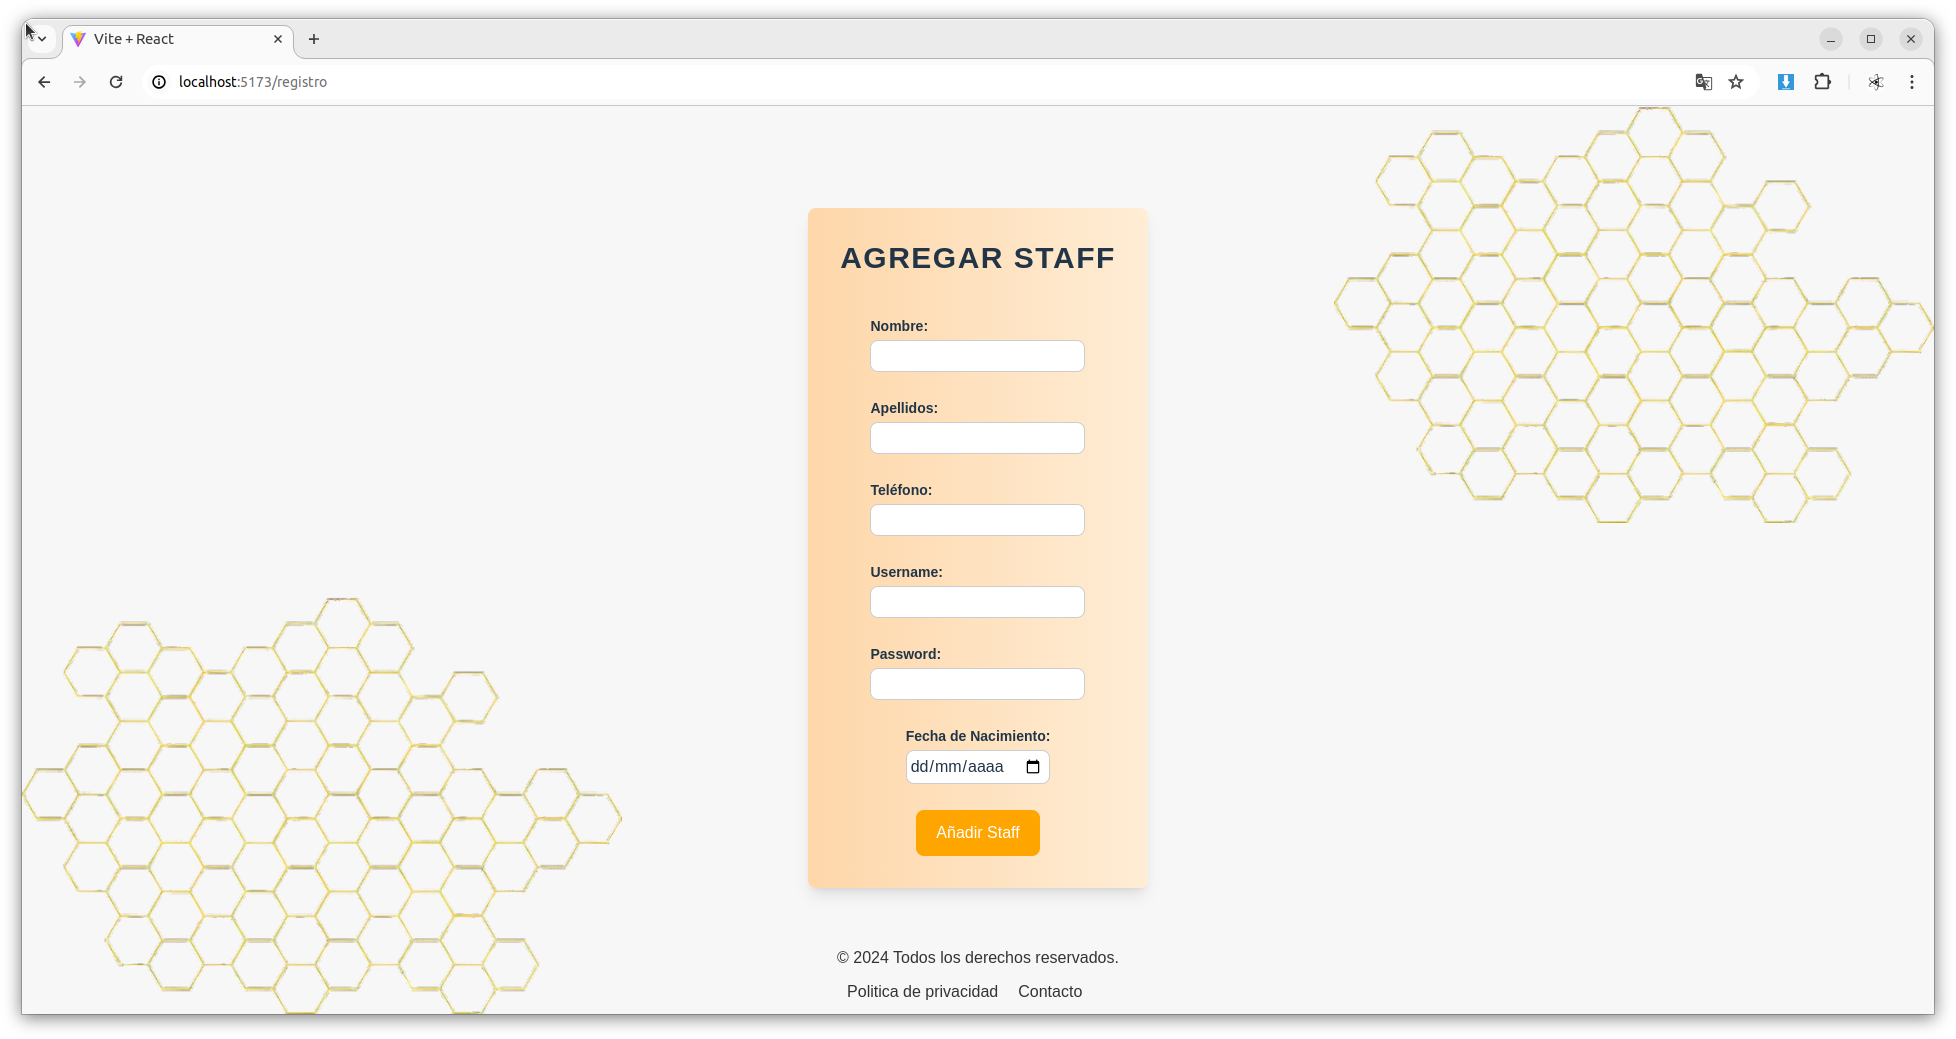 Vite + React
localhost:5173/registro
AGREGAR STAFF
Nombre:
Apellidos:
Teléfono:
Username:
Password:
Fecha de Nacimiento:
dd/mm/aaaa
Añadir Staff
© 2024 Todos los derechos reservados.
Politica de privacidad Contacto